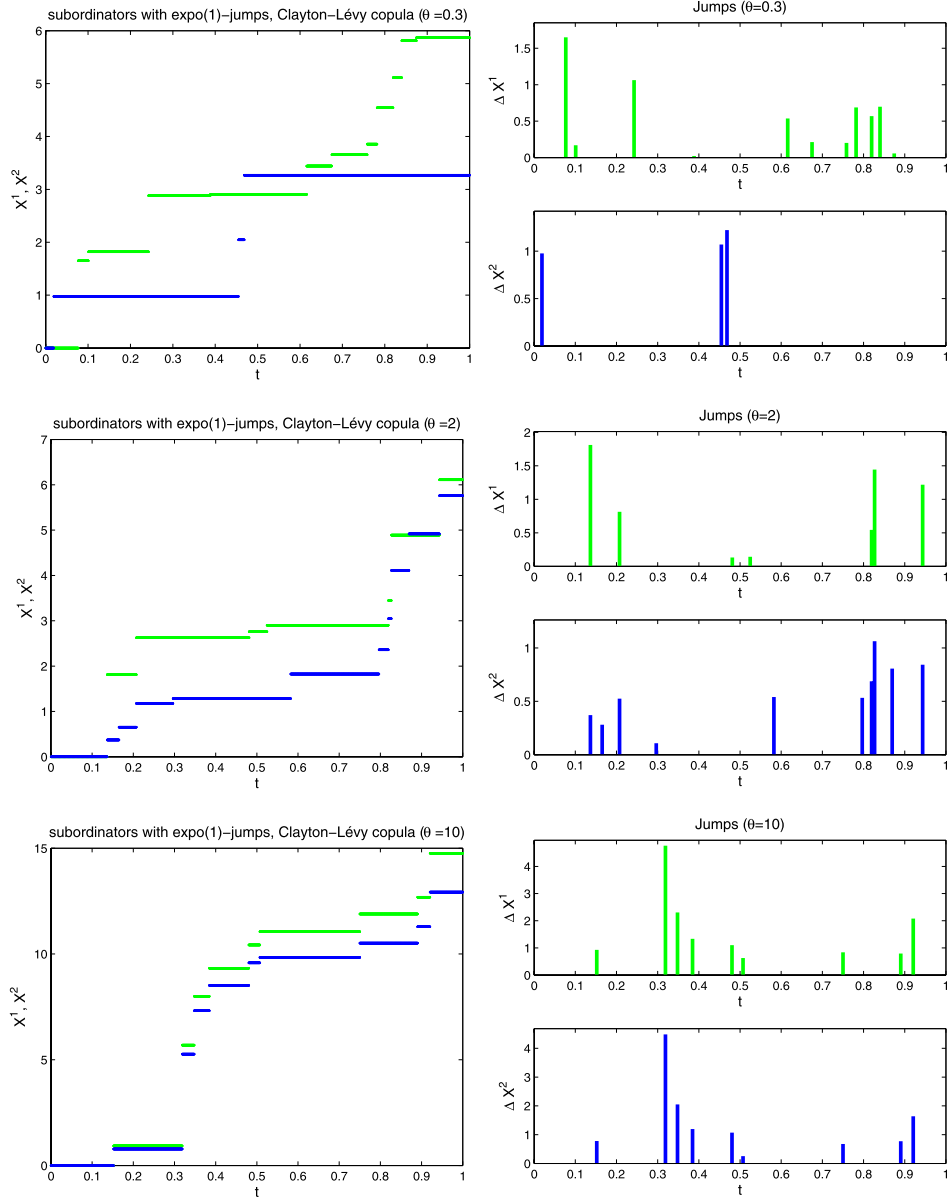 subordinators with expo(1)−jumps, Clayton−Lévy copula (θ =0.3)
6
5
4
3
2
1
0
X¹, X²
0 0.1 0.2 0.3 0.4 0.5 0.6 0.7 0.8 0.9 1
t
Jumps (θ=0.3)
1.5
1
0.5
0
Δ X¹
0 0.1 0.2 0.3 0.4 0.5 0.6 0.7 0.8 0.9 1
t
1
0.5
0
Δ X²
0 0.1 0.2 0.3 0.4 0.5 0.6 0.7 0.8 0.9 1
t
subordinators with expo(1)−jumps, Clayton−Lévy copula (θ =2)
7
6
5
4
3
2
1
0
X¹, X²
0 0.1 0.2 0.3 0.4 0.5 0.6 0.7 0.8 0.9 1
t
Jumps (θ=2)
2
1.5
1
0.5
0
Δ X¹
0 0.1 0.2 0.3 0.4 0.5 0.6 0.7 0.8 0.9 1
t
1
0.5
0
Δ X²
0 0.1 0.2 0.3 0.4 0.5 0.6 0.7 0.8 0.9 1
t
subordinators with expo(1)−jumps, Clayton−Lévy copula (θ =10)
15
10
5
0
X¹, X²
0 0.1 0.2 0.3 0.4 0.5 0.6 0.7 0.8 0.9 1
t
Jumps (θ=10)
4
3
2
1
0
Δ X¹
0 0.1 0.2 0.3 0.4 0.5 0.6 0.7 0.8 0.9 1
t
4
3
2
1
0
Δ X²
0 0.1 0.2 0.3 0.4 0.5 0.6 0.7 0.8 0.9 1
t